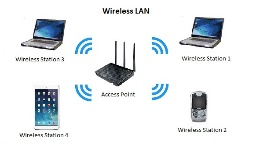 Wireless LAN
Wireless Station 3
Wireless Station 1
Access Point
Wireless Station 4
Wireless Station 2